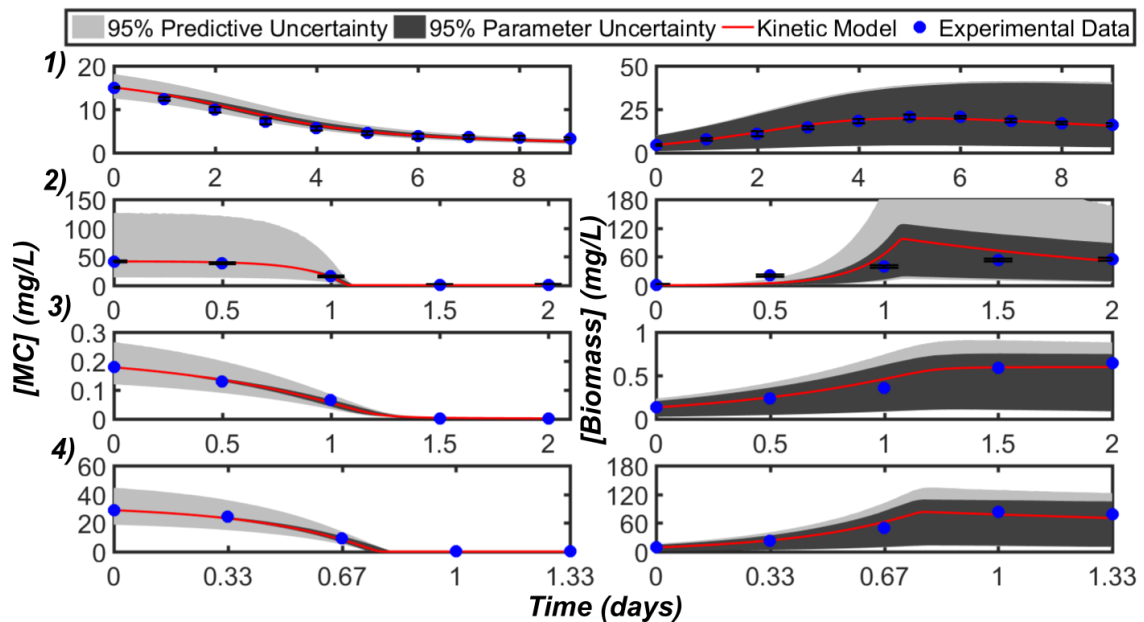 95% Predictive Uncertainty 95% Parameter Uncertainty Kinetic Model Experimental Data
1)
20
10
0
0 2 4 6 8
50
25
0
0 2 4 6 8
2)
150
100
50
0
0 0.5 1 1.5 2
180
120
60
0
0 0.5 1 1.5 2
[MC] (mg/L)
[Biomass] (mg/L)
3)
0.3
0.2
0.1
0
0 0.5 1 1.5 2
1
0.5
0
0 0.5 1 1.5 2
4)
60
40
20
0
0 0.33 0.67 1 1.33
180
120
60
0
0 0.33 0.67 1 1.33
Time (days)